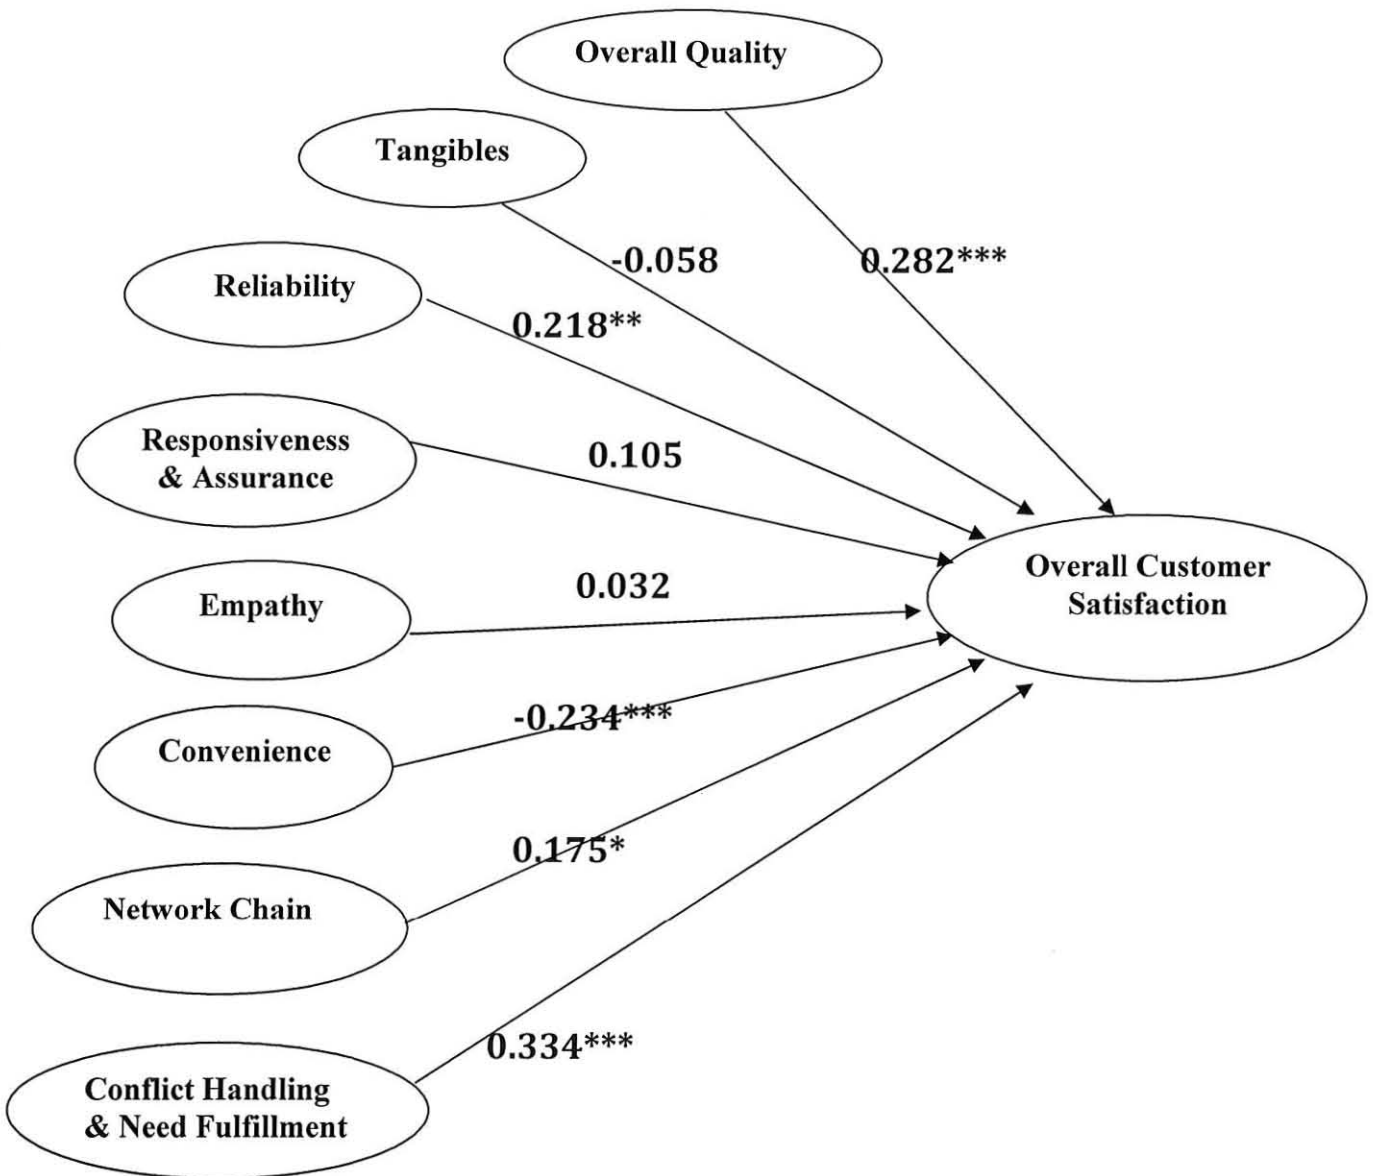 Overall Quality
Tangibles
-0.058
0.282***
Reliability
0.218**
Responsiveness
& Assurance
0.105
Overall Customer
Satisfaction
Empathy
0.032
Convenience
-0.234***
Network Chain
0.175*
Conflict Handling
& Need Fulfillment
0.334***